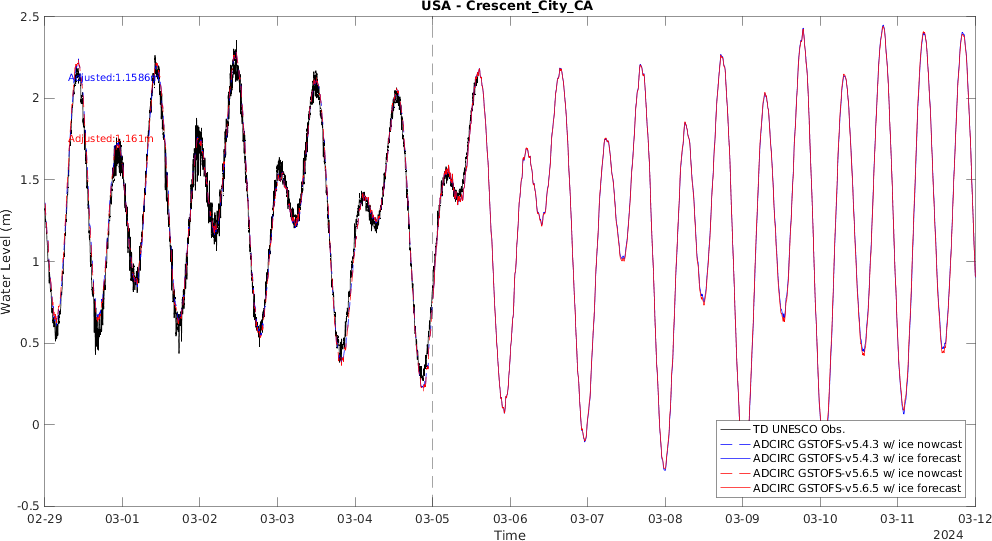 USA - Crescent_City_CA
2.5
2
1.5
1
0.5
0
-0.5
Water Level (m)
Adjusted:1.1586m
Adjusted:1.161m
TD UNESCO Obs.
ADCIRC GSTOFS-v5.4.3 w/ ice nowcast
ADCIRC GSTOFS-v5.4.3 w/ ice forecast
ADCIRC GSTOFS-v5.6.5 w/ ice nowcast
ADCIRC GSTOFS-v5.6.5 w/ ice forecast
02-29 03-01 03-02 03-03 03-04 03-05 03-06 03-07 03-08 03-09 03-10 03-11 03-12
Time
2024